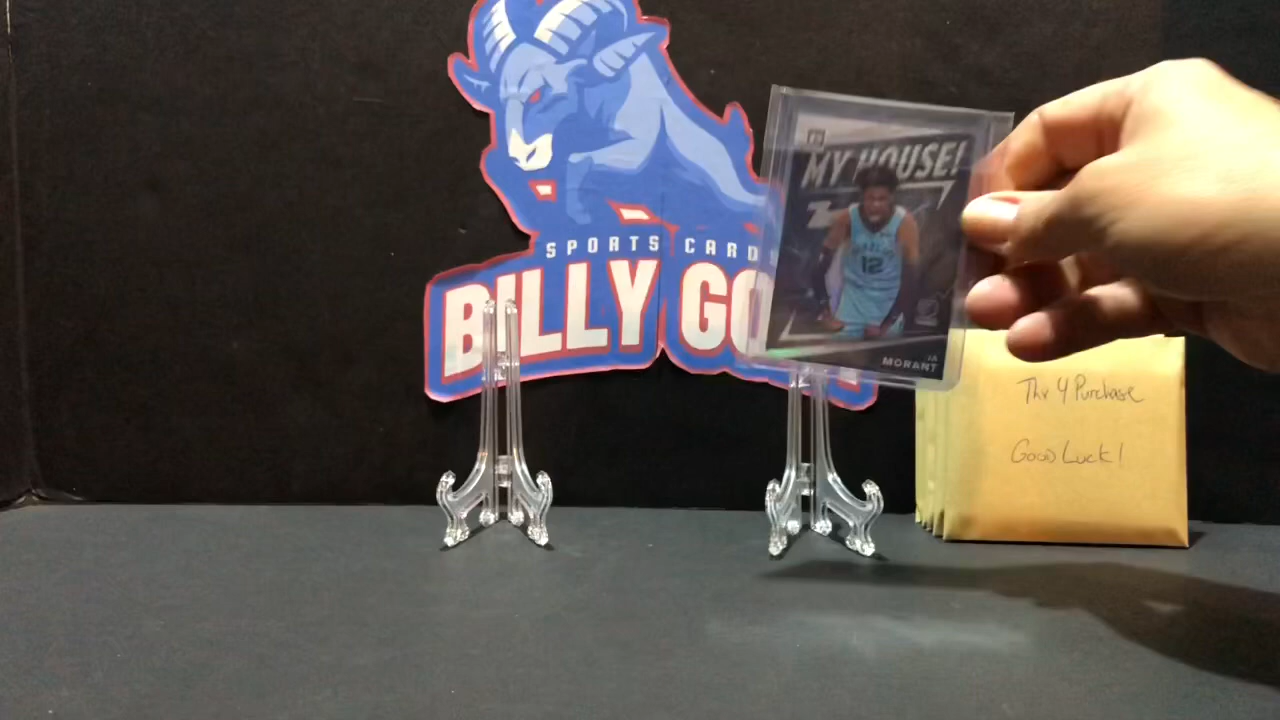 SPORTS CARD
BILLY GO
MY HOUSE!
12
JA
MORANT
Thx 4 Purchase
Good Luck!